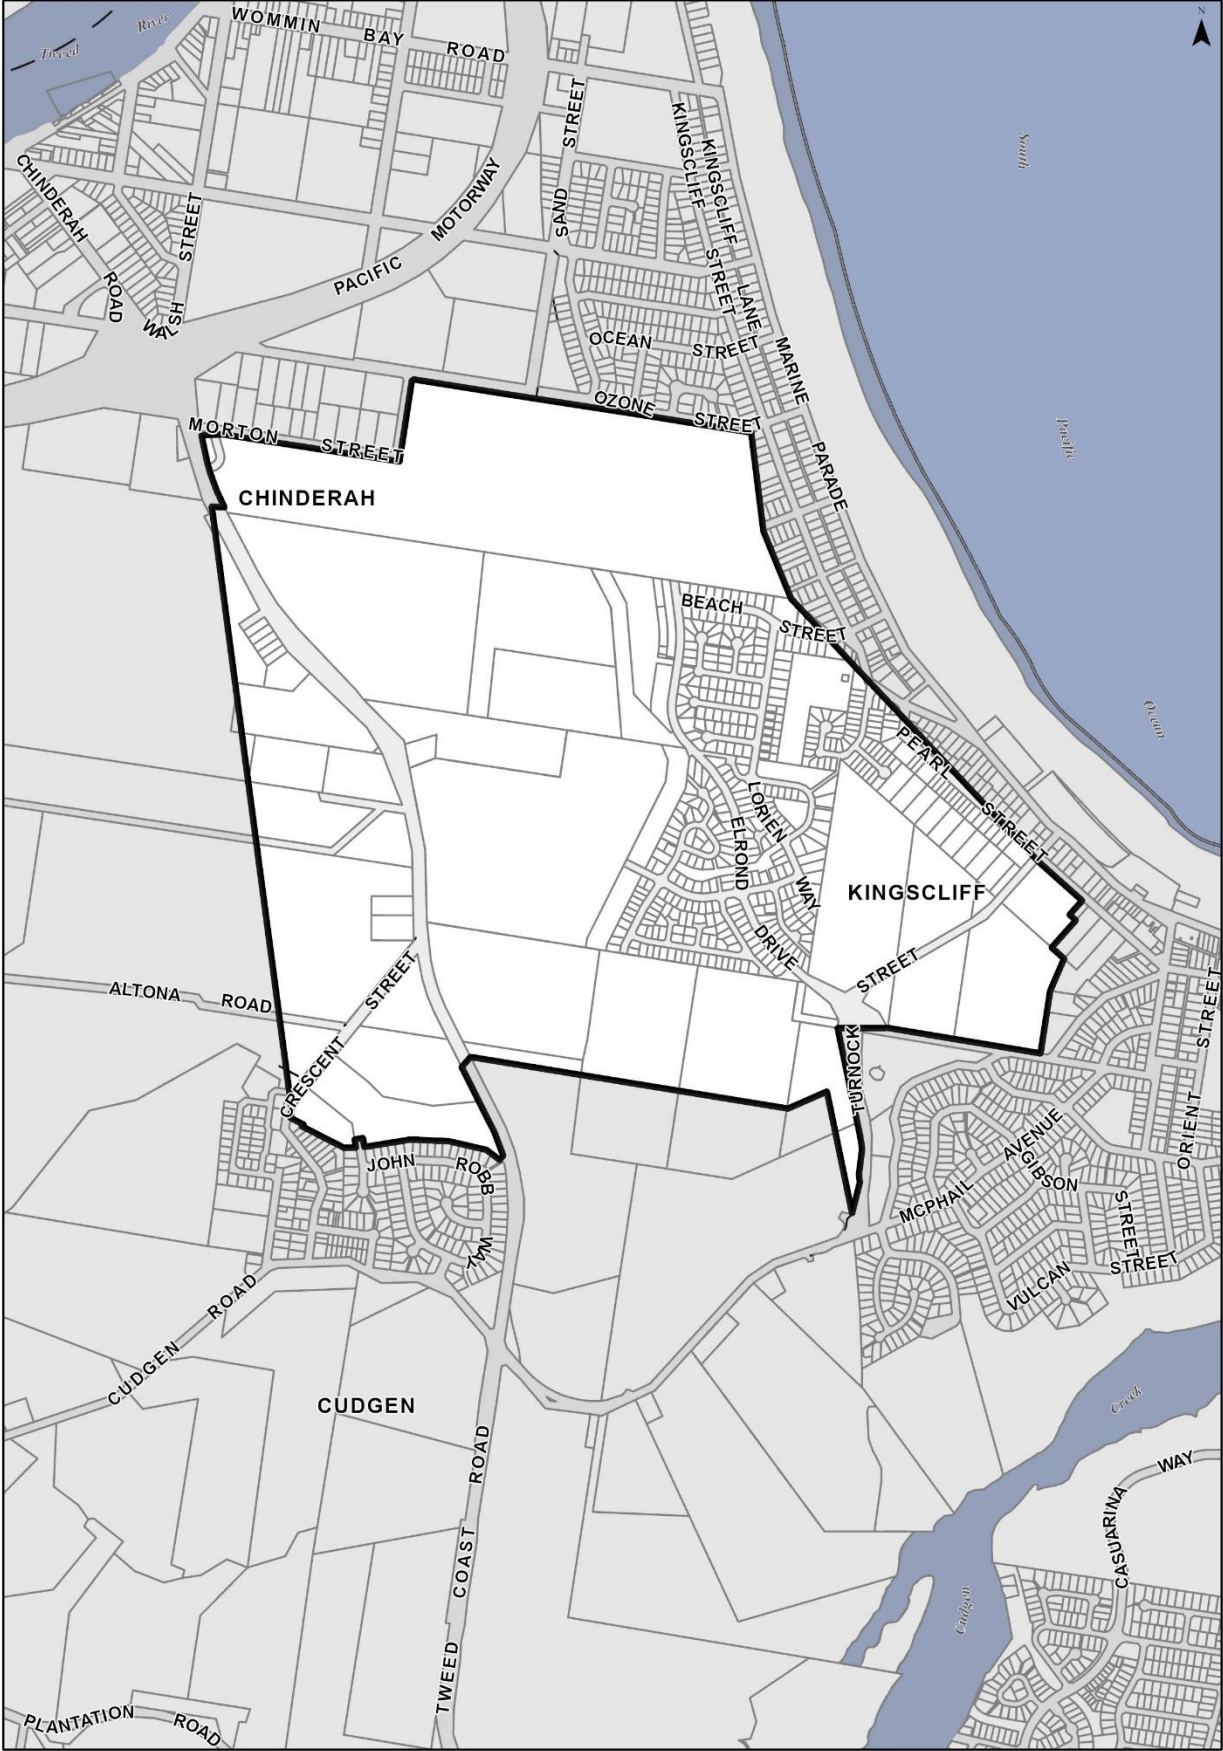 N
WOMMIN BAY ROAD
Tweed River
KINGSCLIFF STREET
KINGSCLIFF LANE
SAND STREET
South
CHINDERAH ROAD
WALSH STREET
PACIFIC MOTORWAY
OCEAN STREET
MARINE PARADE
OZONE STREET
MORTON STREET
Pacific
CHINDERAH
BEACH STREET
Ocean
PEARL STREET
LORIEN WAY
ELROND DRIVE
KINGSCLIFF
STREET
TURNOCK
ALTONA ROAD
CRESCENT STREET
ORIENT STREET
JOHN ROBB WAY
MCPHAIL AVENUE
GIBSON STREET
VULCAN STREET
CUDGEN ROAD
CUDGEN
Creek
Cudgen
CASUARINA WAY
TWEED COAST ROAD
PLANTATION ROAD